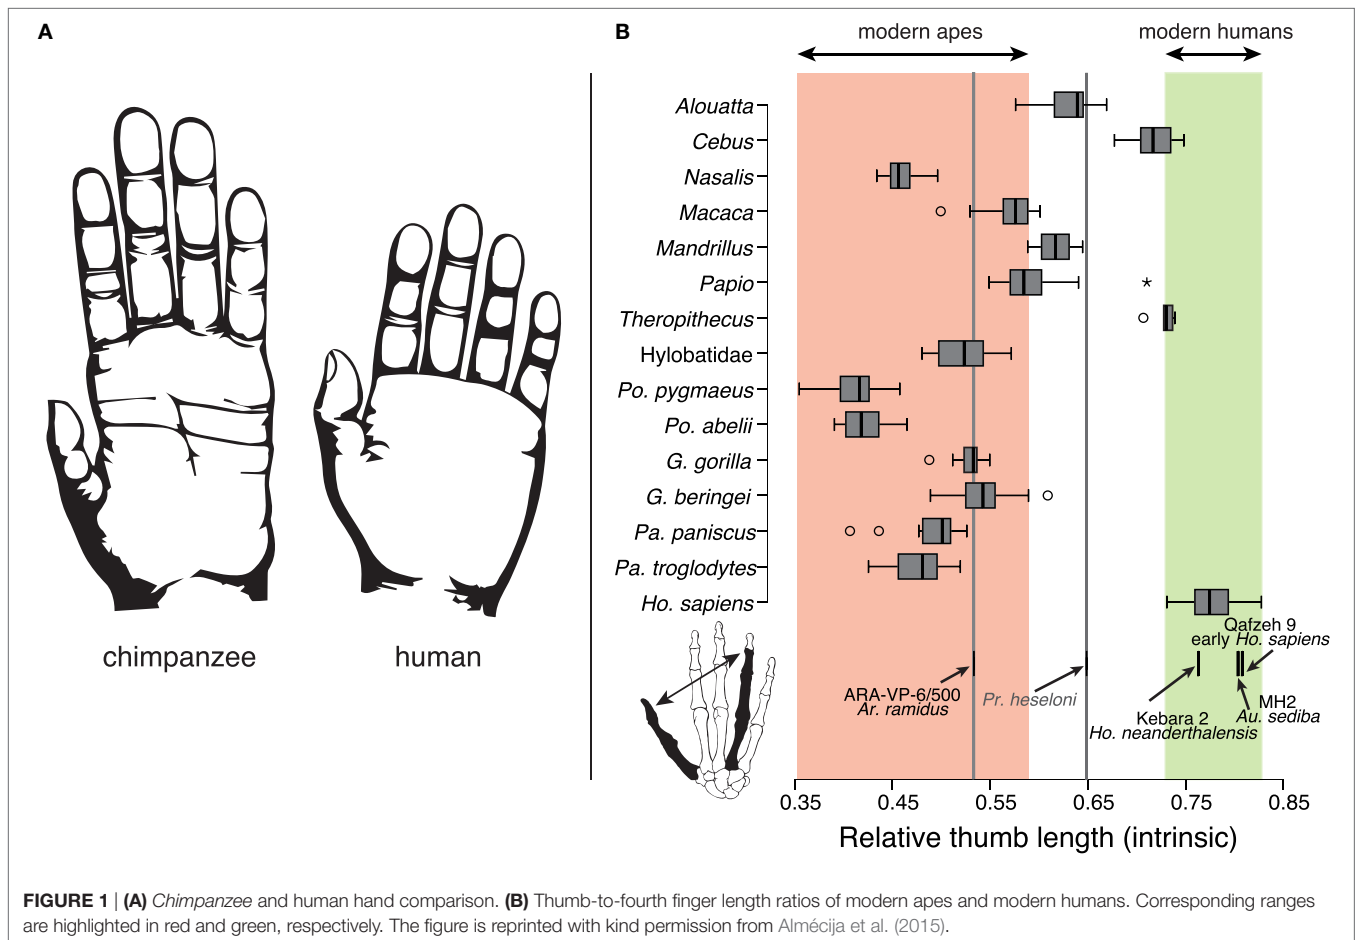 A
chimpanzee
human
B
modern apes
modern humans
Alouatta
Cebus
Nasalis
Macaca
Mandrillus
Papio
*
Theropithecus
Hylobatidae
Po. pygmaeus
Po. abelii
G. gorilla
G. beringei
Pa. paniscus
Pa. troglodytes
Ho. sapiens
Qafzeh 9
early Ho. sapiens
ARA-VP-6/500
Ar. ramidus
Pr. heseloni
Kebara 2
Ho. neanderthalensis
MH2
Au. sediba
0.35
0.45
0.55
0.65
0.75
0.85
Relative thumb length (intrinsic)
FIGURE 1 | (A) Chimpanzee and human hand comparison. (B) Thumb-to-fourth finger length ratios of modern apes and modern humans. Corresponding ranges
are highlighted in red and green, respectively. The figure is reprinted with kind permission from Almécija et al. (2015).